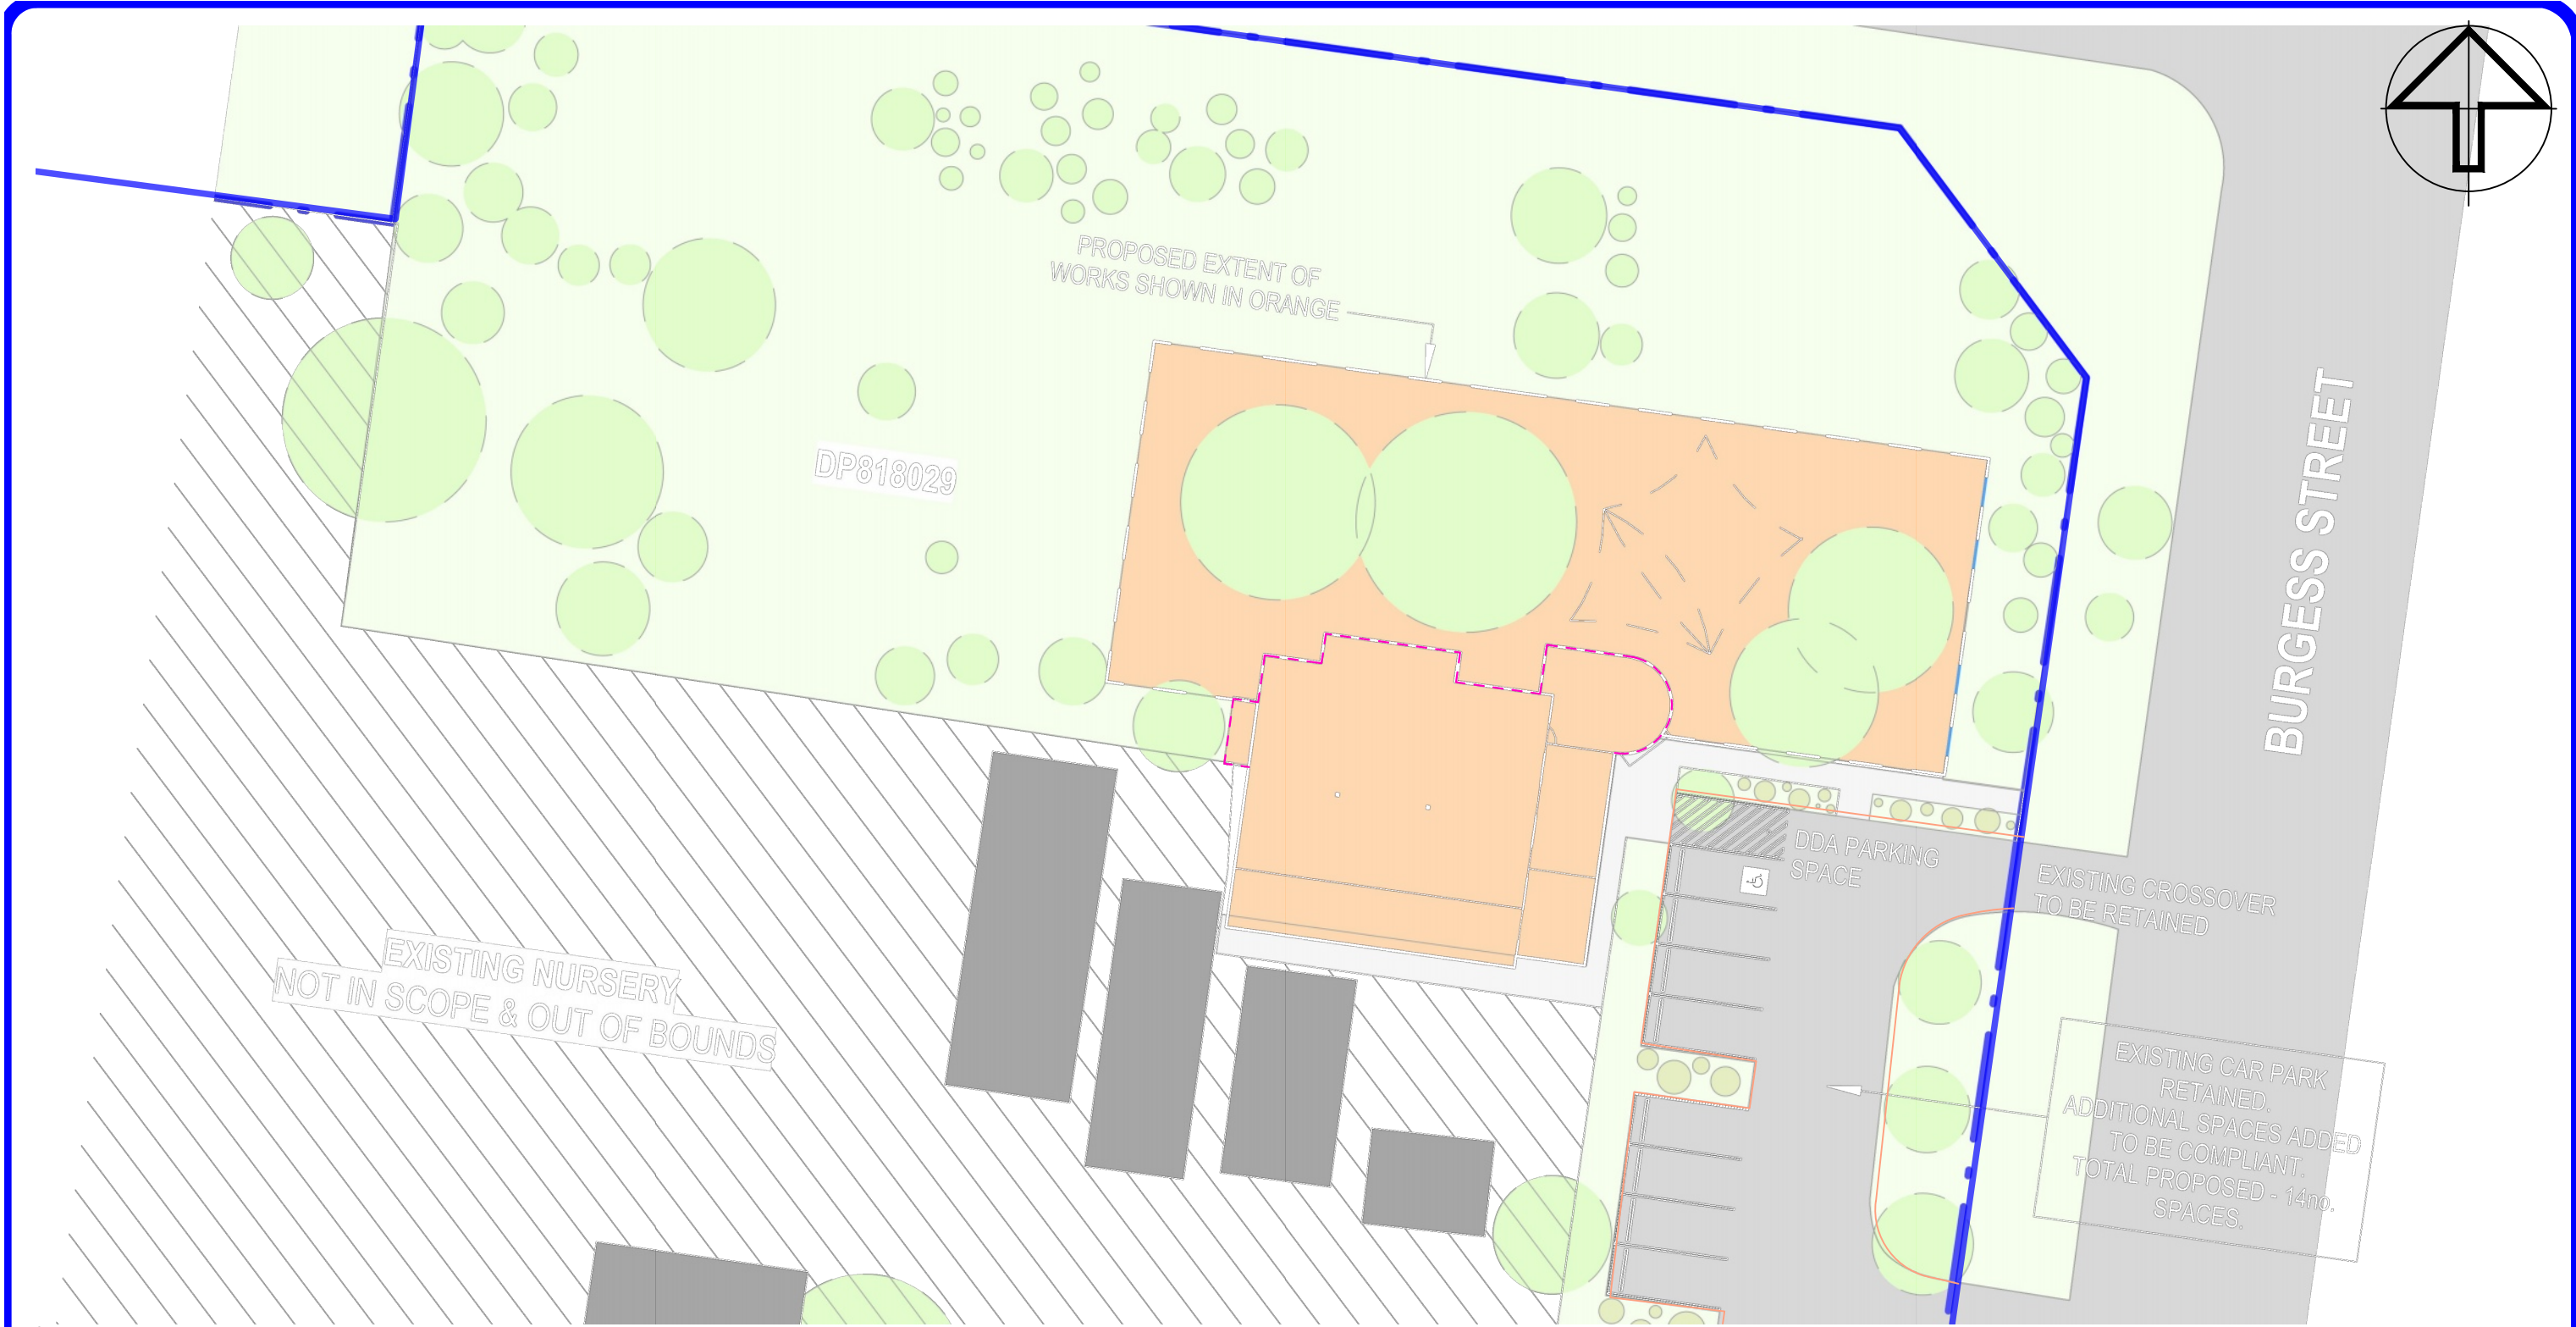 PROPOSED EXTENT OF
WORKS SHOWN IN ORANGE
DP818029
BURGESS STREET
DDA PARKING
SPACE
EXISTING CROSSOVER
TO BE RETAINED
EXISTING NURSERY
NOT IN SCOPE & OUT OF BOUNDS
EXISTING CAR PARK
RETAINED.
ADDITIONAL SPACES ADDED
TO BE COMPLIANT.
TOTAL PROPOSED - 14no.
SPACES.